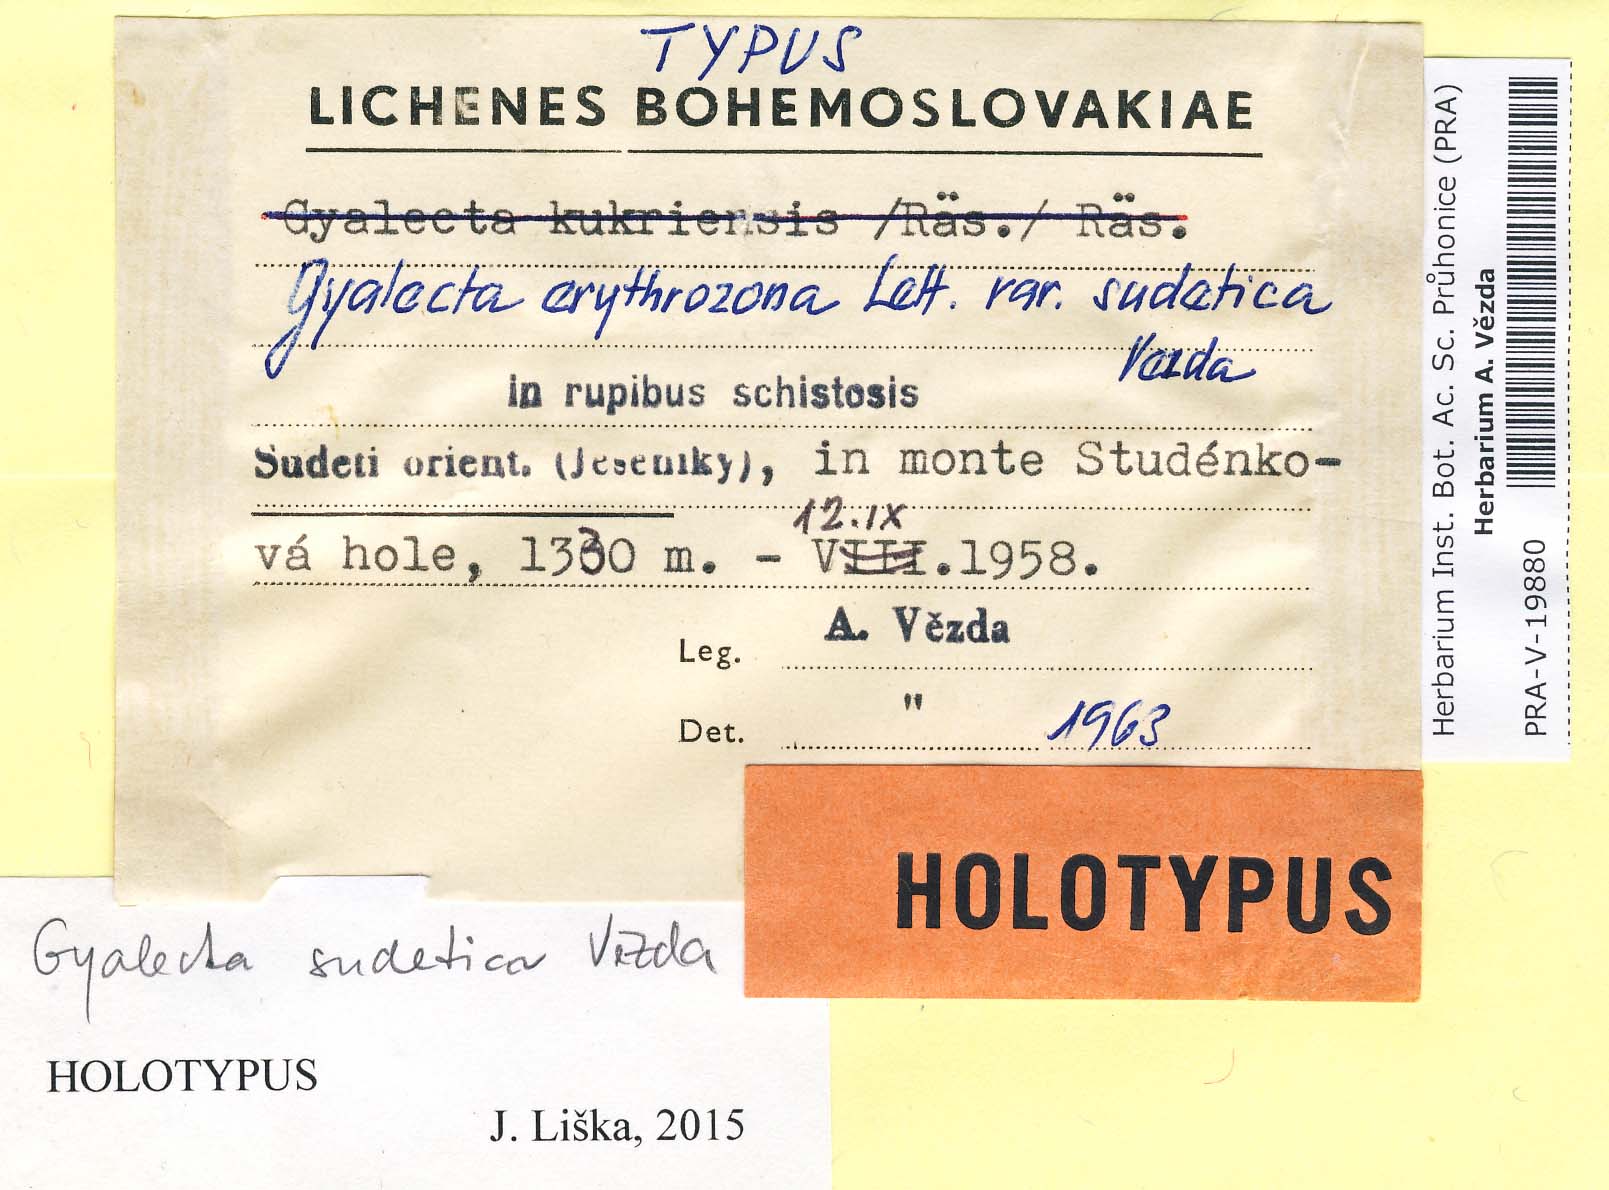 TYPUS
LICHENES BOHEMOSLOVAKIAE
Gyalecta kukriensis /Räs./ Räs.
Gyalecta erythrozona Lett. var. sudetica
Vězda
in rupibus schistosis
Sudeti orient. (Jeseníky), in monte Studénko-
12.IX
vá hole, 1330 m. - VIII.1958.
Leg. A. Vězda
Det. " 1963
HOLOTYPUS
Gyalecta sudetica Vězda
HOLOTYPUS
J. Liška, 2015
Herbarium Inst. Bot. Ac. Sc. Průhonice (PRA)
Herbarium A. Vězda
PRA-V-19880